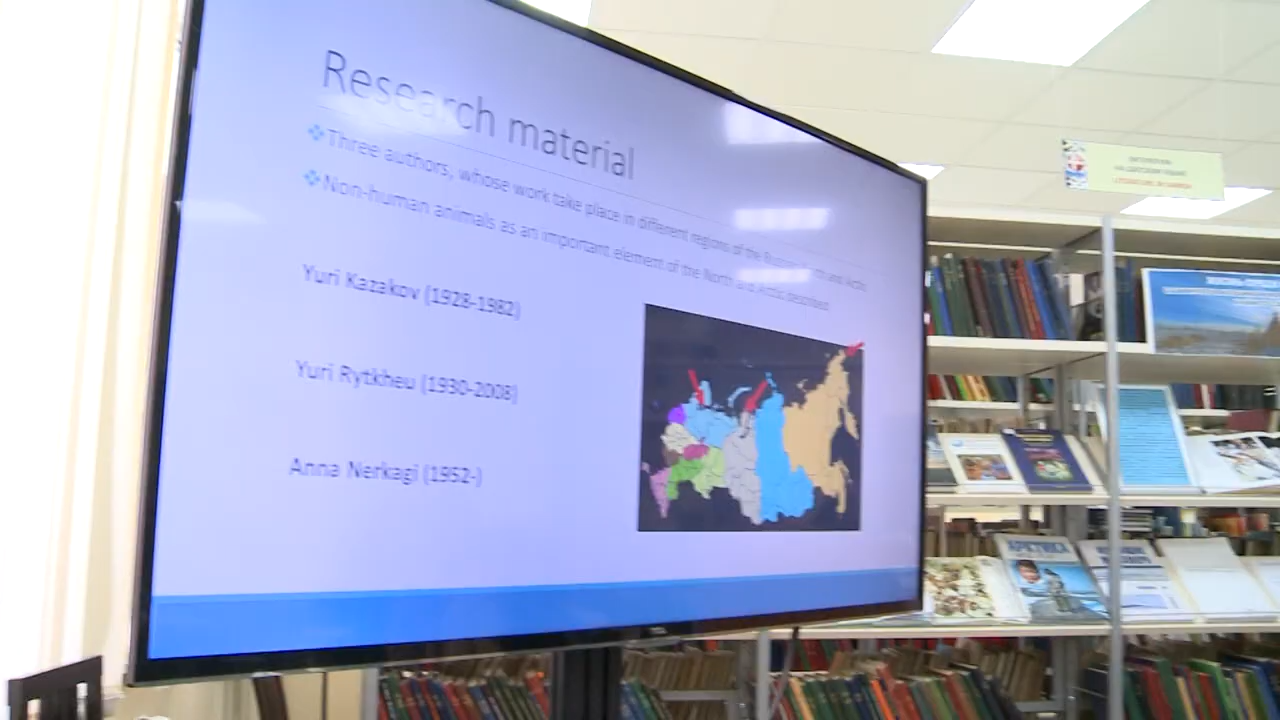 Research material
Three authors, whose work take place in different regions of the Russian North and Arctic
Non-human animals as an important element of the North and Arctic described
Yuri Kazakov (1928-1982)
Yuri Rytkheu (1930-2008)
Anna Nerkagi (1952-)
АРКТИКА